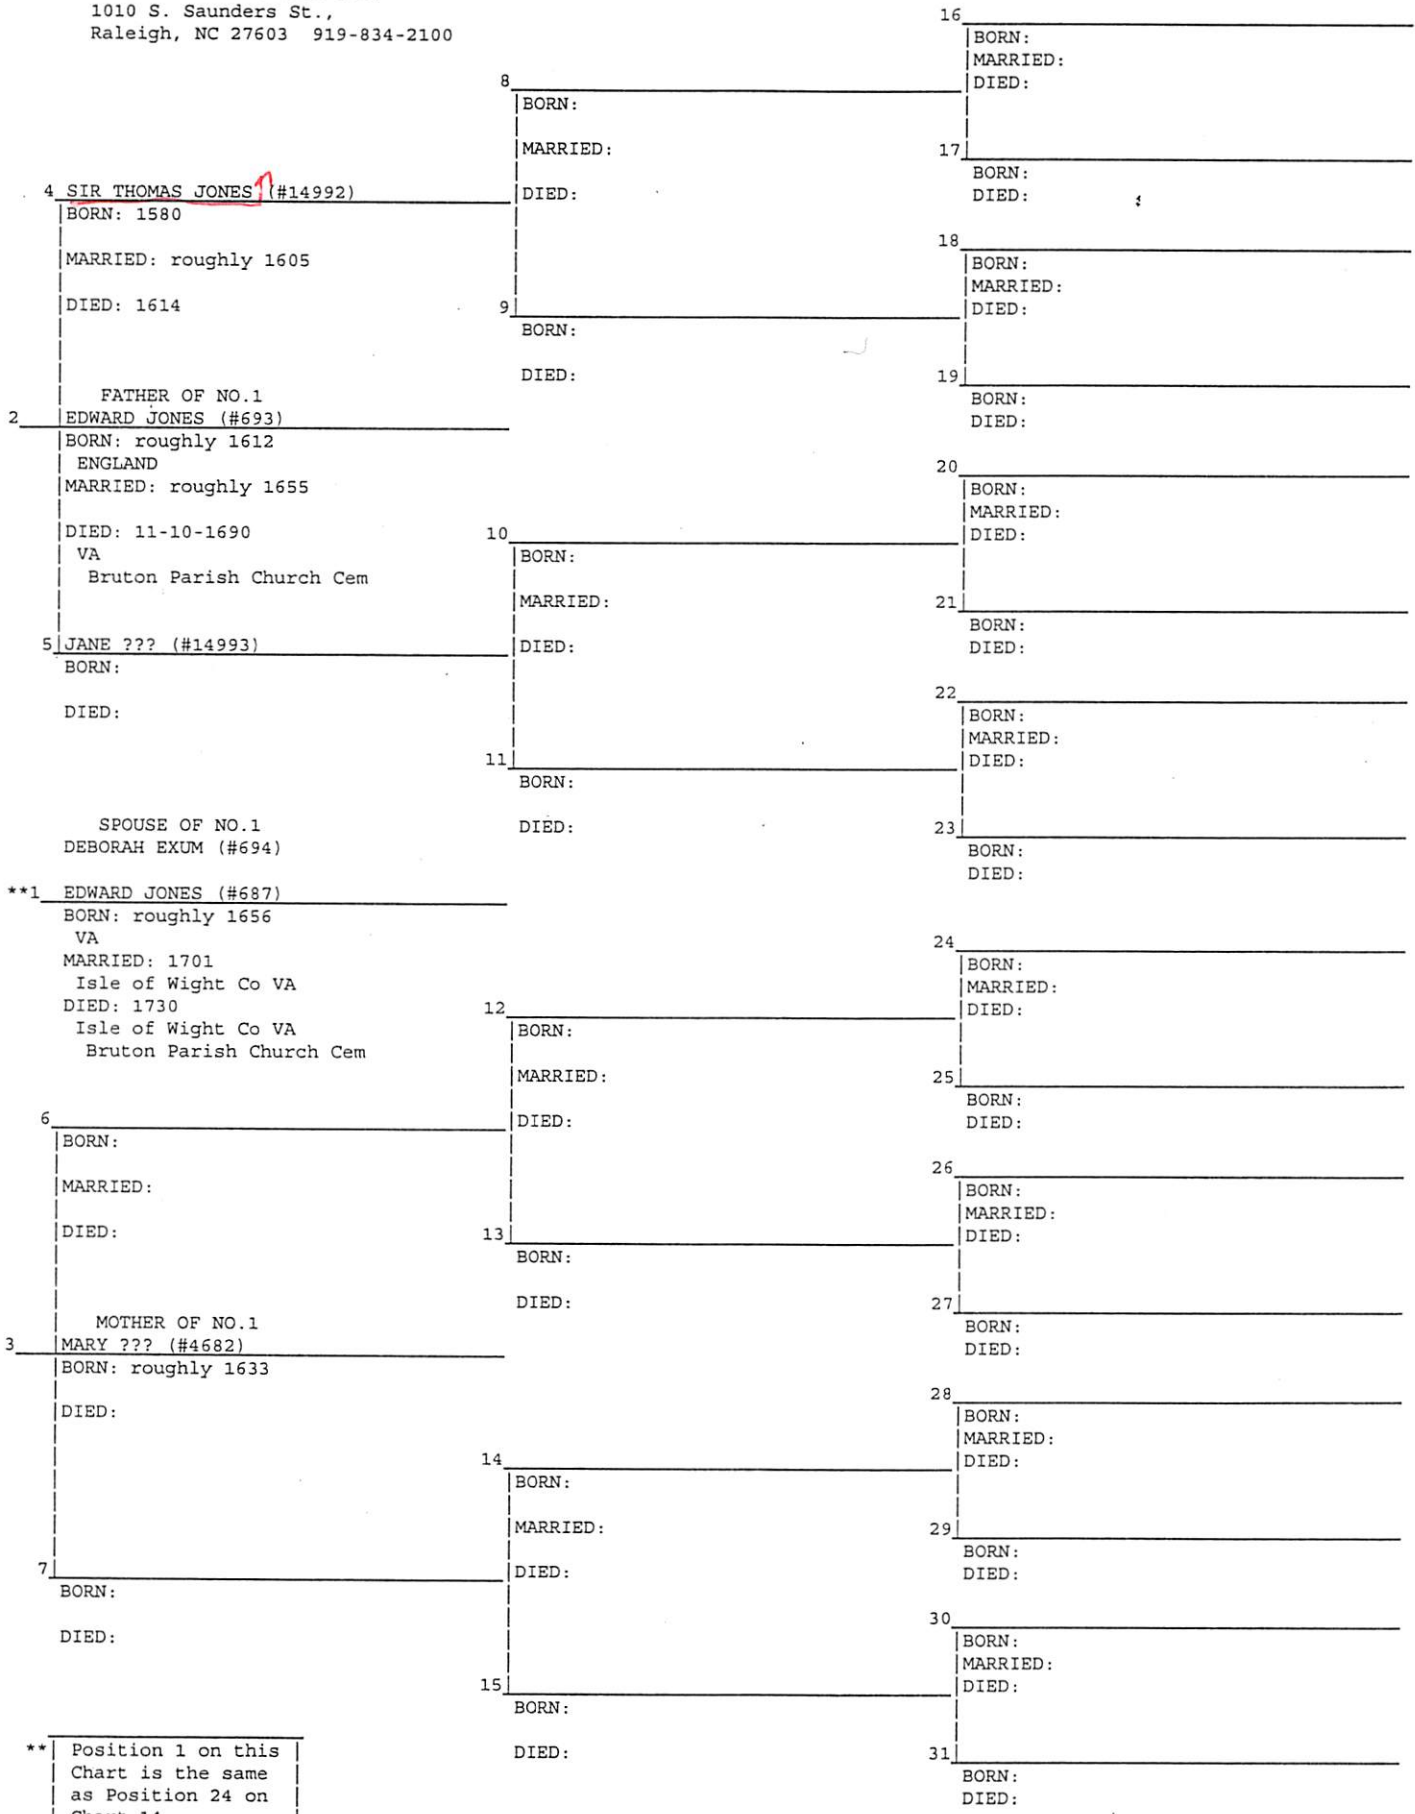 1010 S. Saunders St.,
Raleigh, NC 27603 919-834-2100
4 SIR THOMAS JONES (#14992)
BORN: 1580
MARRIED: roughly 1605
DIED: 1614
FATHER OF NO.1
2 EDWARD JONES (#693)
BORN: roughly 1612
ENGLAND
MARRIED: roughly 1655
DIED: 11-10-1690
VA
Bruton Parish Church Cem
5 JANE ??? (#14993)
BORN:
DIED:
SPOUSE OF NO.1
DEBORAH EXUM (#694)
**1 EDWARD JONES (#687)
BORN: roughly 1656
VA
MARRIED: 1701
Isle of Wight Co VA
DIED: 1730
Isle of Wight Co VA
Bruton Parish Church Cem
6
BORN:
MARRIED:
DIED:
MOTHER OF NO.1
3 MARY ??? (#4682)
BORN: roughly 1633
DIED:
7
BORN:
DIED:
** Position 1 on this
Chart is the same
as Position 24 on
8
BORN:
MARRIED:
DIED:
9
BORN:
DIED:
10
BORN:
MARRIED:
DIED:
11
BORN:
DIED:
12
BORN:
MARRIED:
DIED:
13
BORN:
DIED:
14
BORN:
MARRIED:
DIED:
15
BORN:
DIED:
16
BORN:
MARRIED:
DIED:
17
BORN:
DIED:
18
BORN:
MARRIED:
DIED:
19
BORN:
DIED:
20
BORN:
MARRIED:
DIED:
21
BORN:
DIED:
22
BORN:
MARRIED:
DIED:
23
BORN:
DIED:
24
BORN:
MARRIED:
DIED:
25
BORN:
DIED:
26
BORN:
MARRIED:
DIED:
27
BORN:
DIED:
28
BORN:
MARRIED:
DIED:
29
BORN:
DIED:
30
BORN:
MARRIED:
DIED:
31
BORN:
DIED: